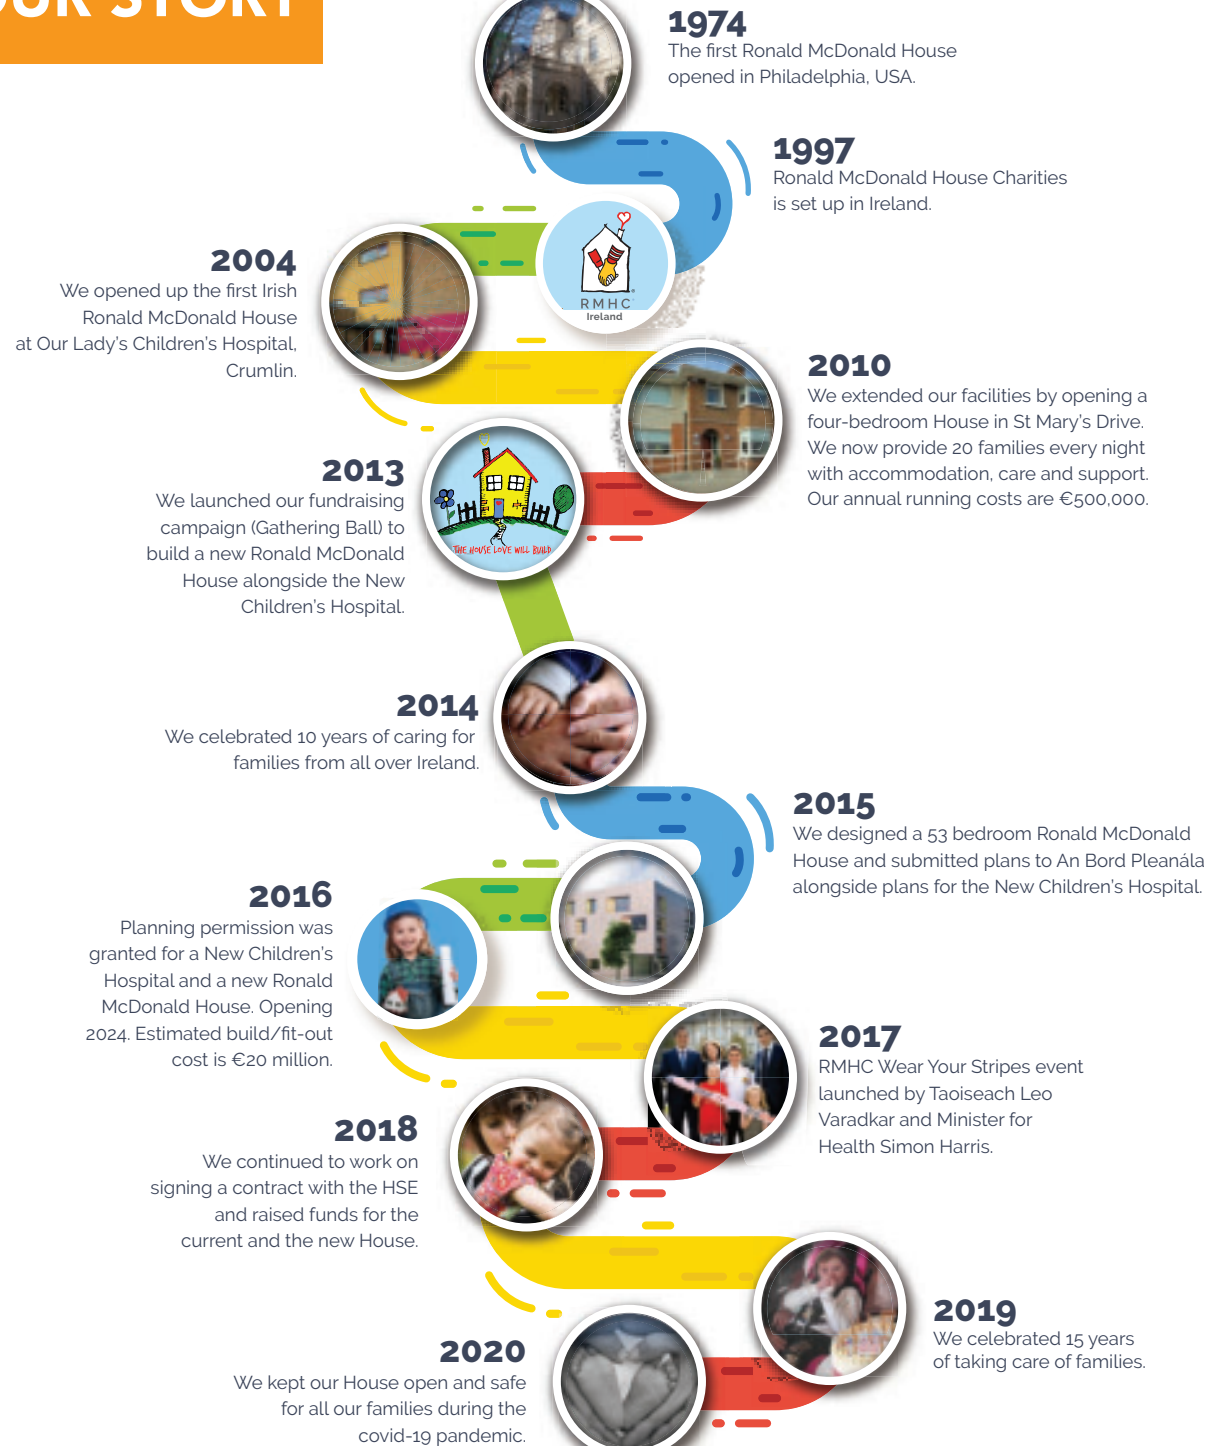 OUR STORY
1974
The first Ronald McDonald House
opened in Philadelphia, USA.
1997
Ronald McDonald House Charities
is set up in Ireland.
RMHC
Ireland
2004
We opened up the first Irish
Ronald McDonald House
at Our Lady's Children's Hospital,
Crumlin.
2010
We extended our facilities by opening a
four-bedroom House in St Mary's Drive.
We now provide 20 families every night
with accommodation, care and support.
Our annual running costs are €500,000.
2013
We launched our fundraising
campaign (Gathering Ball) to
build a new Ronald McDonald
House alongside the New
Children's Hospital.
THE HOUSE LOVE WILL BUILD
2014
We celebrated 10 years of caring for
families from all over Ireland.
2015
We designed a 53 bedroom Ronald McDonald
House and submitted plans to An Bord Pleanála
alongside plans for the New Children's Hospital.
2016
Planning permission was
granted for a New Children's
Hospital and a new Ronald
McDonald House. Opening
2024. Estimated build/fit-out
cost is €20 million.
2017
RMHC Wear Your Stripes event
launched by Taoiseach Leo
Varadkar and Minister for
Health Simon Harris.
2018
We continued to work on
signing a contract with the HSE
and raised funds for the
current and the new House.
2019
We celebrated 15 years
of taking care of families.
2020
We kept our House open and safe
for all our families during the
covid-19 pandemic.